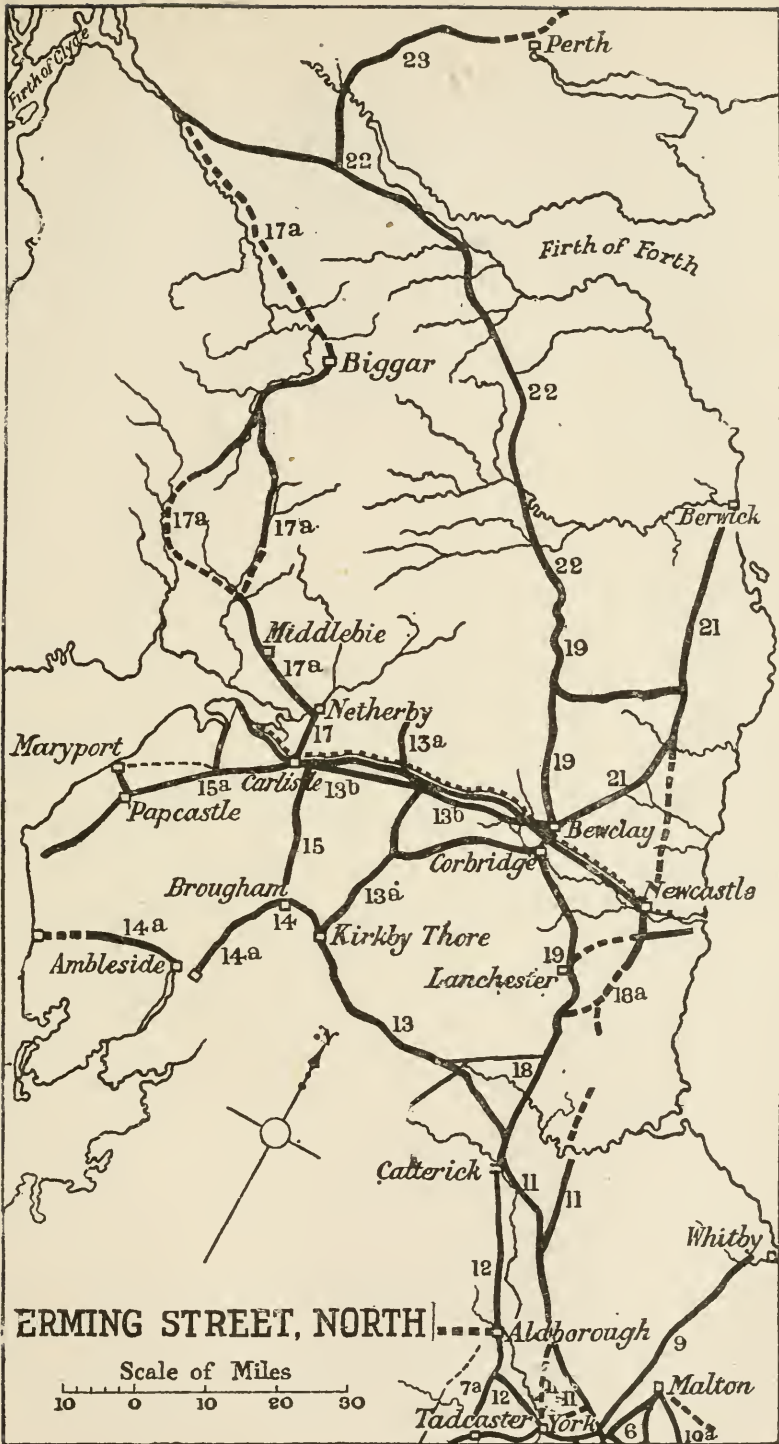 Firth of Clyde
23
Perth
22
17a
Firth of Forth
Biggar
22
17a
17a
Berwick
22
21
Middlebie
19
17a
Netherby
17
13a
Maryport
19
Carlisle
15a
13b
21
Papcastle
13b
Bewclay
15
Corbridge
Brougham
13a
Newcastle
14
14a
Kirkby Thore
Ambleside
14a
19
Lanchester
18a
13
18
Catterick
11
11
Whitby
12
ERMING STREET, NORTH
Aldborough
9
Scale of Miles
10 0 10 20 30
7a
12
11
Malton
Tadcaster
York
6
10a